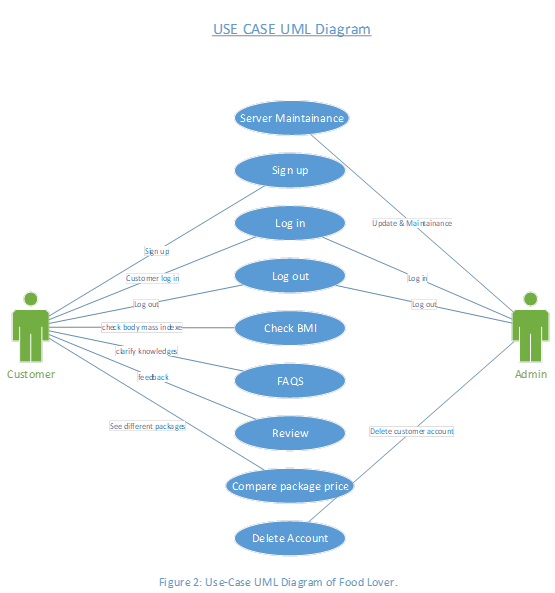 USE CASE UML Diagram
Server Maintainance
Sign up
Log in
Update & Maintainance
Sign up
Customer log in
Log in
Log out
Log out
Log out
check body mass indexe
Check BMI
clarify knowledges
Customer
Admin
feedback
FAQS
See different packages
Review
Delete customer account
Compare package price
Delete Account
Figure 2: Use-Case UML Diagram of Food Lover.